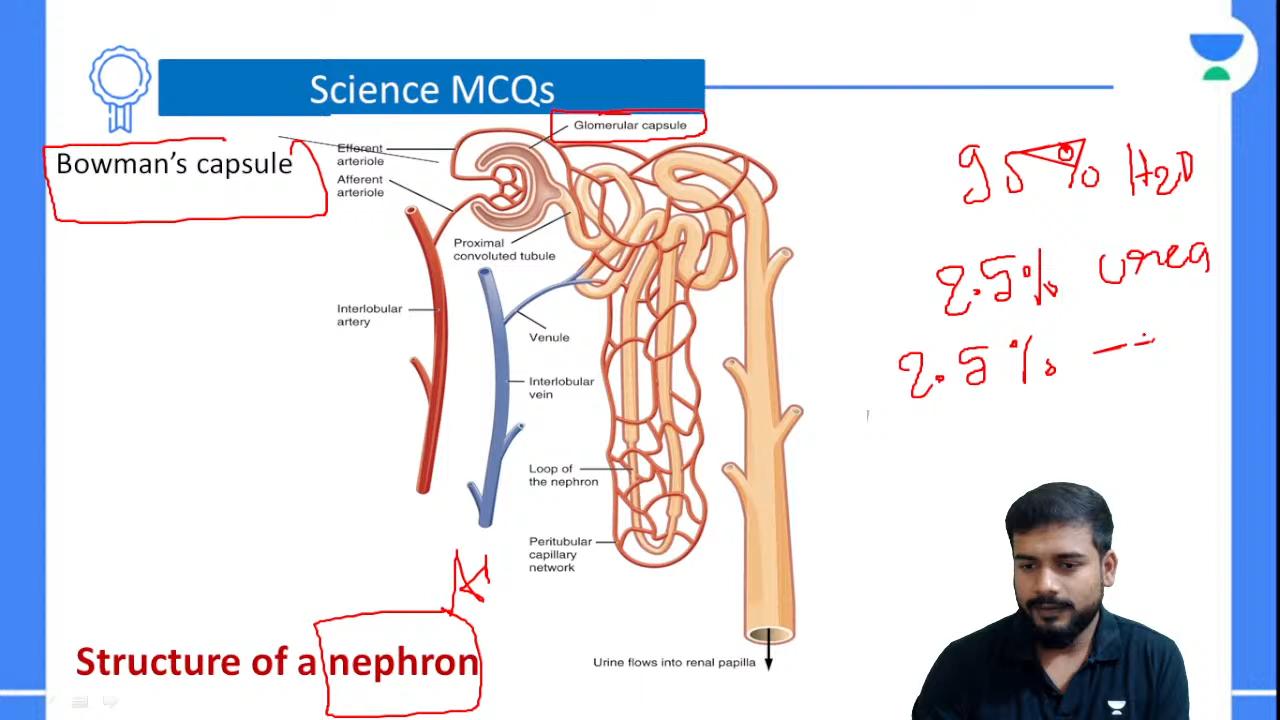 Science MCQs
Glomerular capsule
Bowman's capsule
Efferent
arteriole
Afferent
arteriole
Proximal
convoluted tubule
Interlobular
artery
Venule
Interlobular
vein
Loop of
the nephron
Peritubular
capillary
network
Urine flows into renal papilla
Structure of a nephron
95% H2O
2.5% urea
2.5%